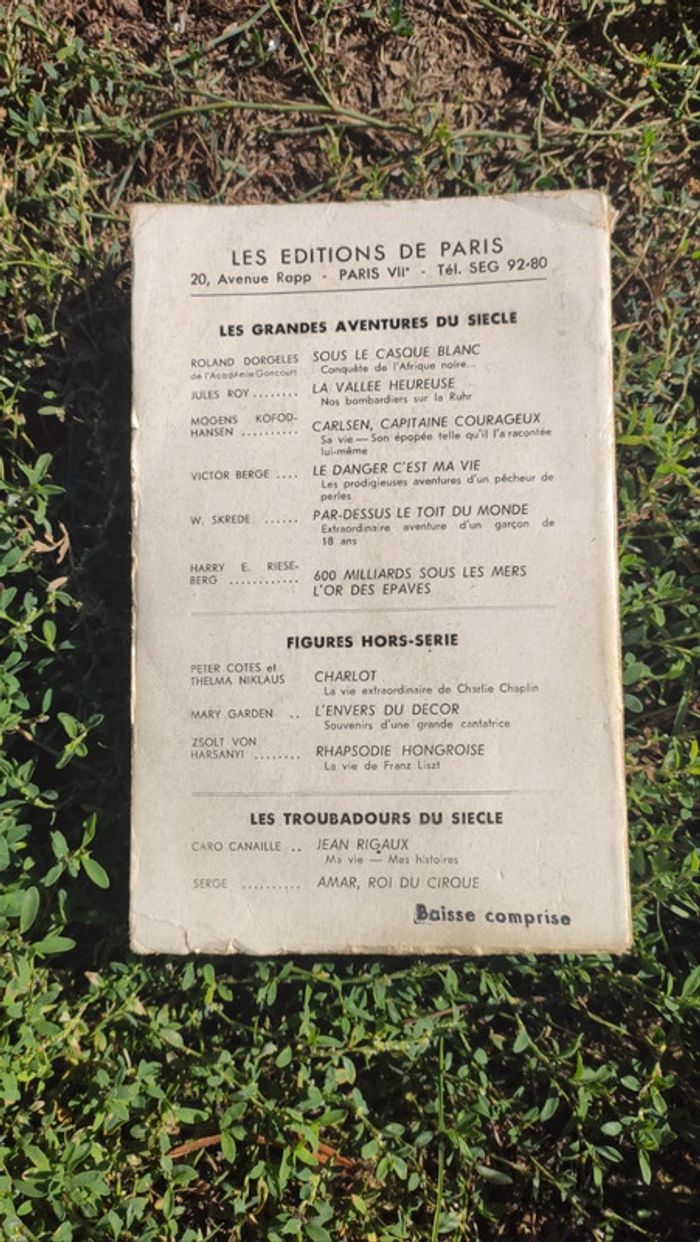 LES EDITIONS DE PARIS
20, Avenue Rapp - PARIS VIIe - Tél. SEG 92-80
LES GRANDES AVENTURES DU SIECLE
ROLAND DORGELES SOUS LE CASQUE BLANC
de l'Académie Goncourt Conquête de l'Afrique noire...
JULES ROY ........ LA VALLEE HEUREUSE
Nos bombardiers sur la Ruhr
MOGENS KOFOD-
HANSEN .......... CARLSEN, CAPITAINE COURAGEUX
Sa vie — Son épopée telle qu'il l'a racontée
lui-même
VICTOR BERGE .... LE DANGER C'EST MA VIE
Les prodigieuses aventures d'un pêcheur de
perles
W. SKREDE ...... PAR-DESSUS LE TOIT DU MONDE
Extraordinaire aventure d'un garçon de
18 ans
HARRY E. RIESE-
BERG ............ 600 MILLIARDS SOUS LES MERS
L'OR DES EPAVES
FIGURES HORS-SERIE
PETER COTES et
THELMA NIKLAUS CHARLOT
La vie extraordinaire de Charlie Chaplin
MARY GARDEN .. L'ENVERS DU DECOR
Souvenirs d'une grande cantatrice
ZSOLT VON
HARSANYI ........ RHAPSODIE HONGROISE
La vie de Franz Liszt
LES TROUBADOURS DU SIECLE
CARO CANAILLE .. JEAN RIGAUX
Ma vie — Mes histoires
SERGE .......... AMAR, ROI DU CIRQUE
Baisse comprise